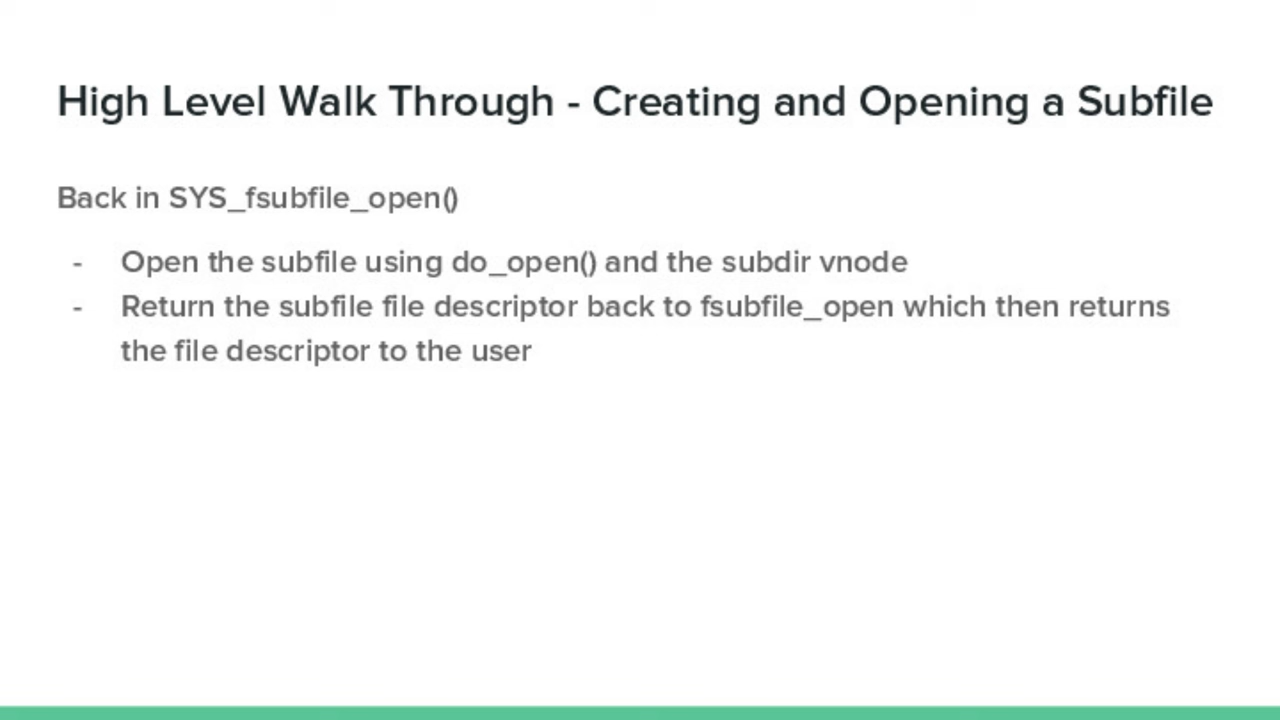 High Level Walk Through - Creating and Opening a Subfile
Back in SYS_fsubfile_open()
- Open the subfile using do_open() and the subdir vnode
- Return the subfile file descriptor back to fsubfile_open which then returns
the file descriptor to the user